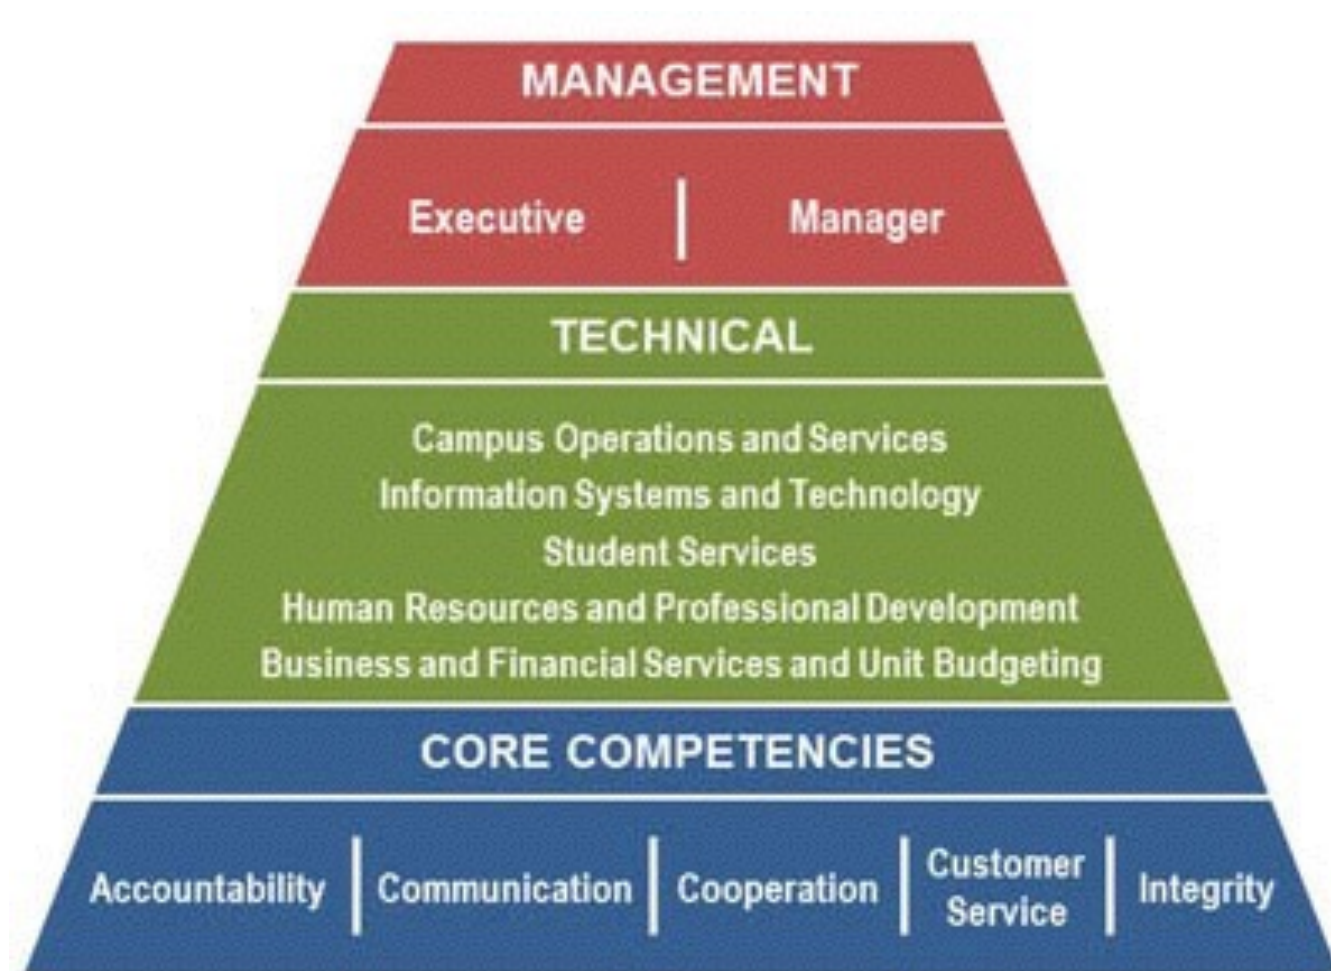 MANAGEMENT
Executive | Manager
TECHNICAL
Campus Operations and Services
Information Systems and Technology
Student Services
Human Resources and Professional Development
Business and Financial Services and Unit Budgeting
CORE COMPETENCIES
Accountability | Communication | Cooperation | Customer Service | Integrity